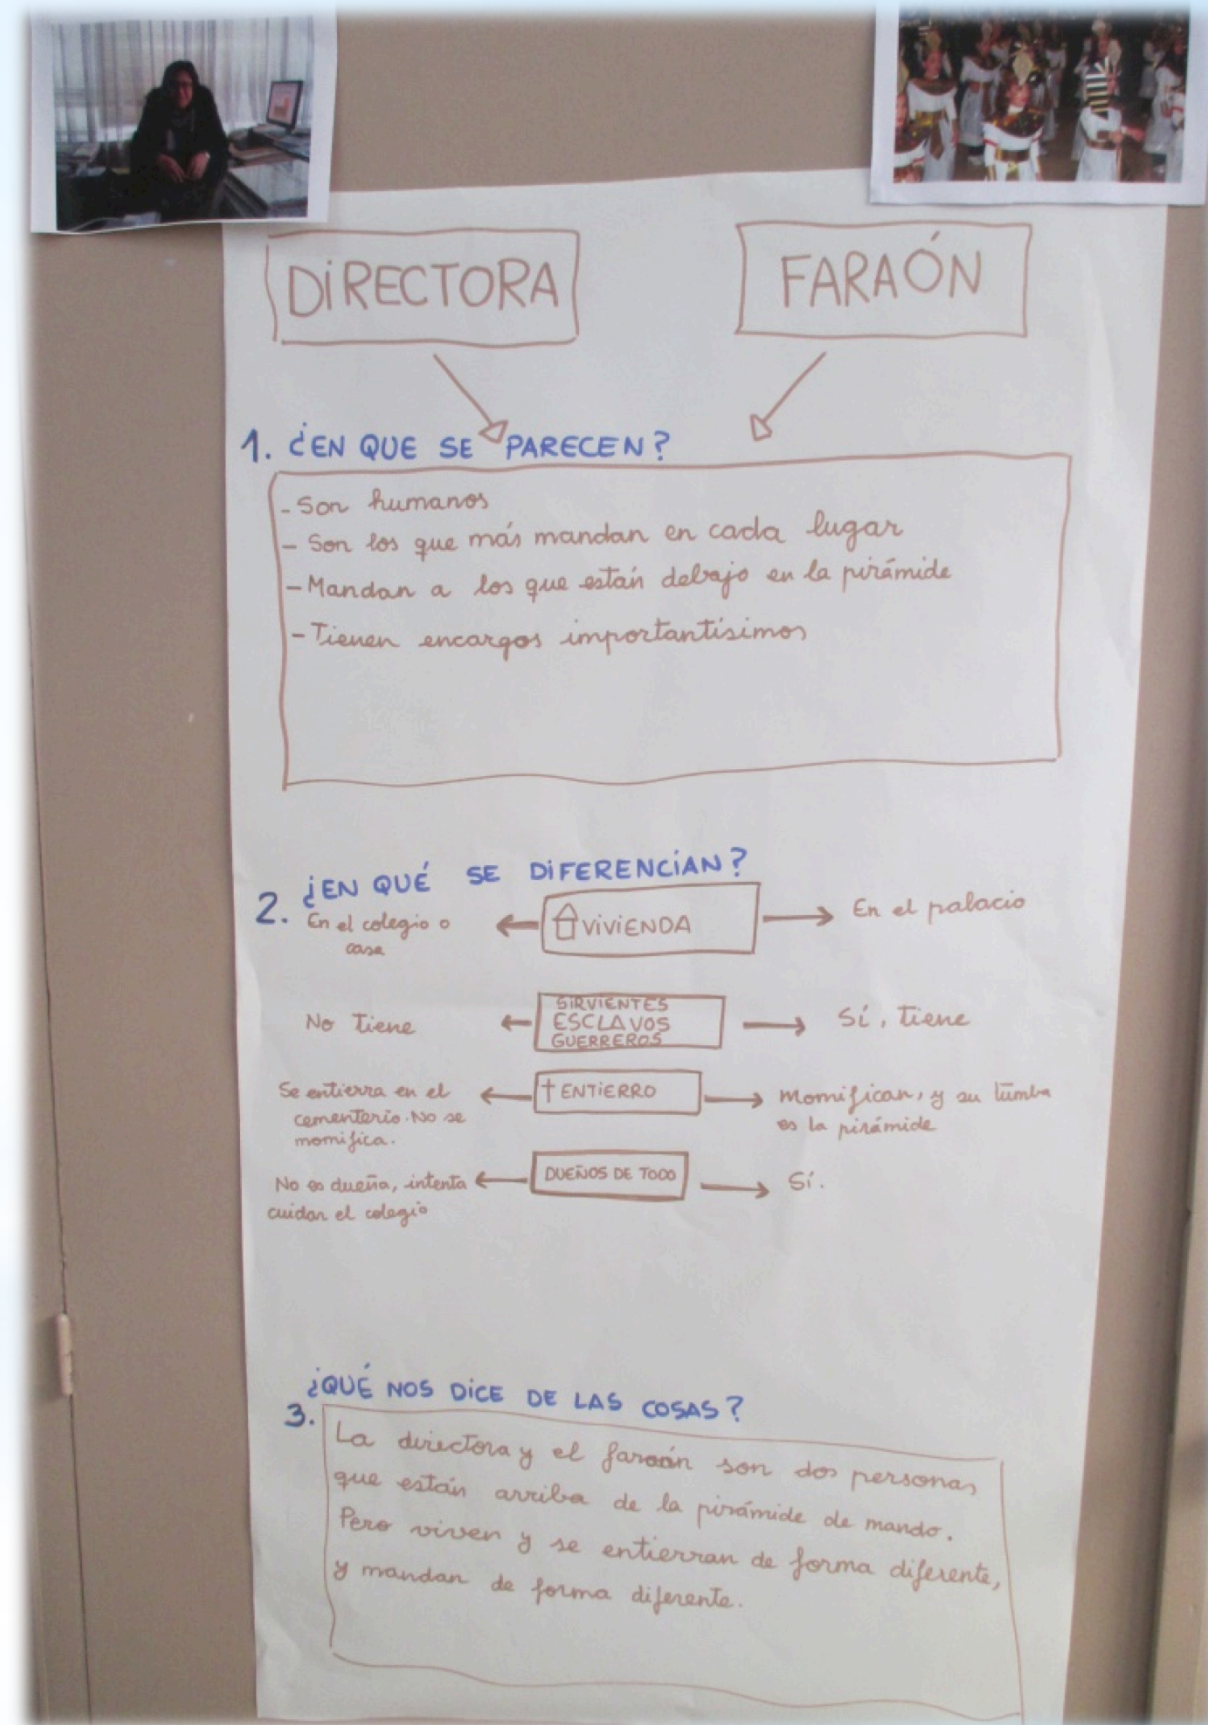 DIRECTORA
FARAÓN
1. ¿EN QUE SE PARECEN?
- Son humanos
- Son los que más mandan en cada lugar
- Mandan a los que están debajo en la pirámide
- Tienen encargos importantísimos
2. ¿EN QUÉ SE DIFERENCÍAN?
En el colegio o
casa
VIVIENDA
En el palacio
No tiene
SIRVIENTES
ESCLAVOS
GUERREROS
Sí, tiene
Se entierra en el
cementerio. No se
momifica.
† ENTIERRO
Momifican, y su tumba
es la pirámide
No es dueña, intenta
cuidar el colegio
DUEÑOS DE TODO
Sí.
3. ¿QUÉ NOS DICE DE LAS COSAS?
La directora y el faraón son dos personas
que están arriba de la pirámide de mando.
Pero viven y se entierran de forma diferente,
y mandan de forma diferente.